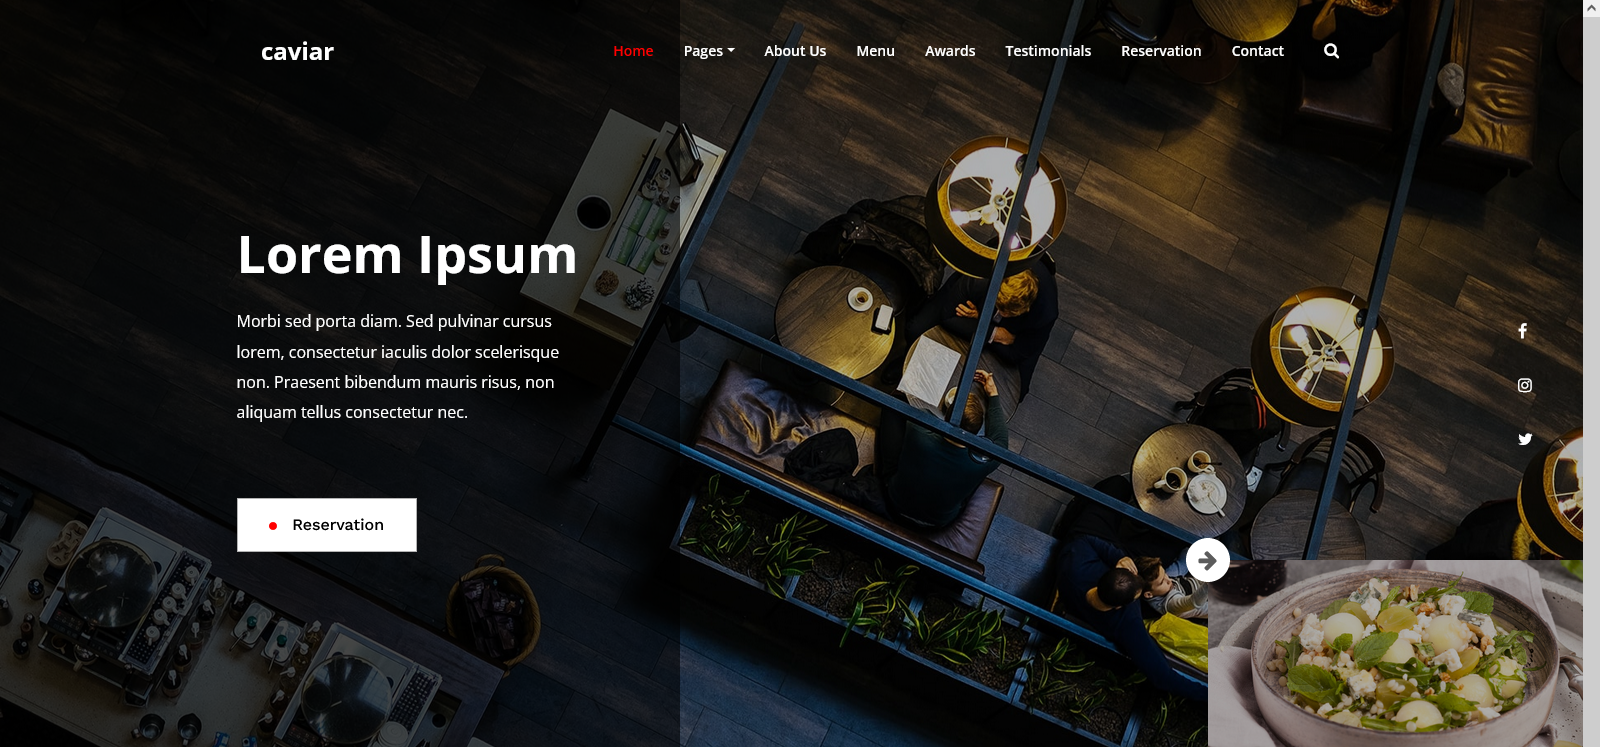 caviar
Home Pages About Us Menu Awards Testimonials Reservation Contact
Lorem Ipsum
Morbi sed porta diam. Sed pulvinar cursus
lorem, consectetur iaculis dolor scelerisque
non. Praesent bibendum mauris risus, non
aliquam tellus consectetur nec.
Reservation